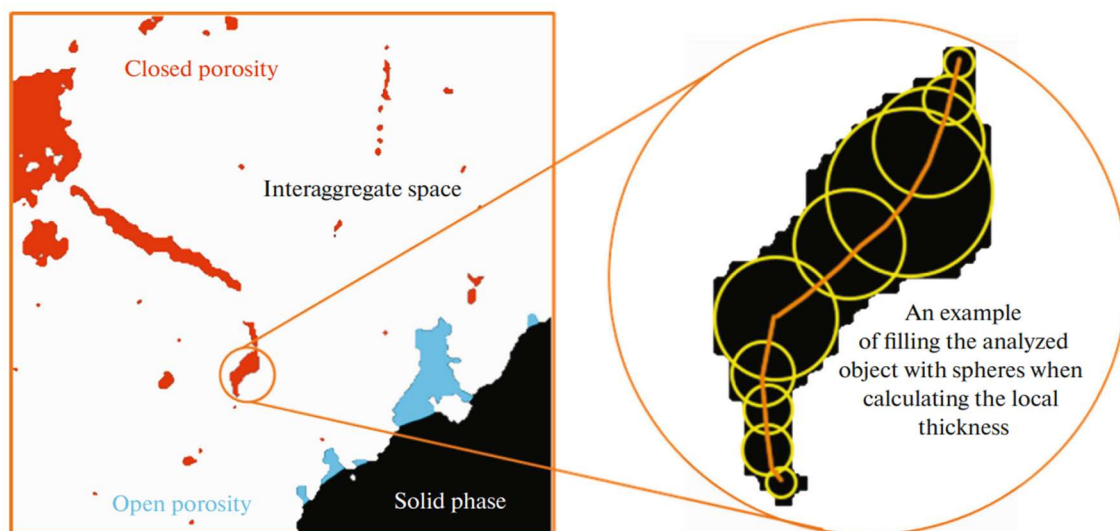 Closed porosity
Interaggregate space
Open porosity
Solid phase
An example
of filling the analyzed
object with spheres when
calculating the local
thickness